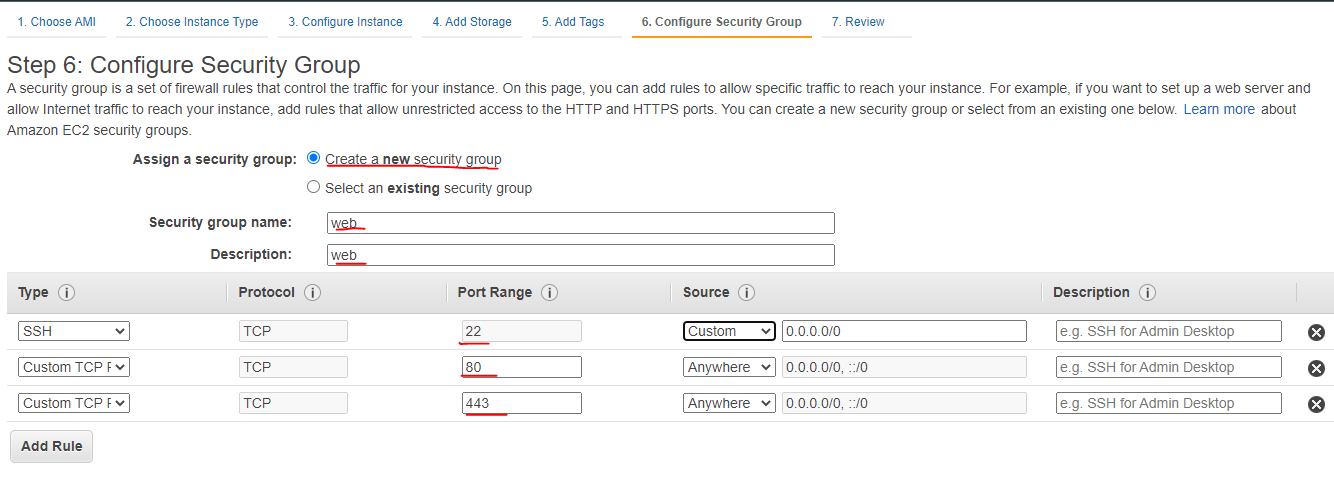 1. Choose AMI 2. Choose Instance Type 3. Configure Instance 4. Add Storage 5. Add Tags 6. Configure Security Group 7. Review
Step 6: Configure Security Group
A security group is a set of firewall rules that control the traffic for your instance. On this page, you can add rules to allow specific traffic to reach your instance. For example, if you want to set up a web server and
allow Internet traffic to reach your instance, add rules that allow unrestricted access to the HTTP and HTTPS ports. You can create a new security group or select from an existing one below. Learn more about
Amazon EC2 security groups.
Assign a security group: Create a new security group
Select an existing security group
Security group name: web
Description: web
Type i Protocol i Port Range i Source i Description i
SSH TCP 22 Custom 0.0.0.0/0 e.g. SSH for Admin Desktop
Custom TCP F TCP 80 Anywhere 0.0.0.0/0, ::/0 e.g. SSH for Admin Desktop
Custom TCP F TCP 443 Anywhere 0.0.0.0/0, ::/0 e.g. SSH for Admin Desktop
Add Rule